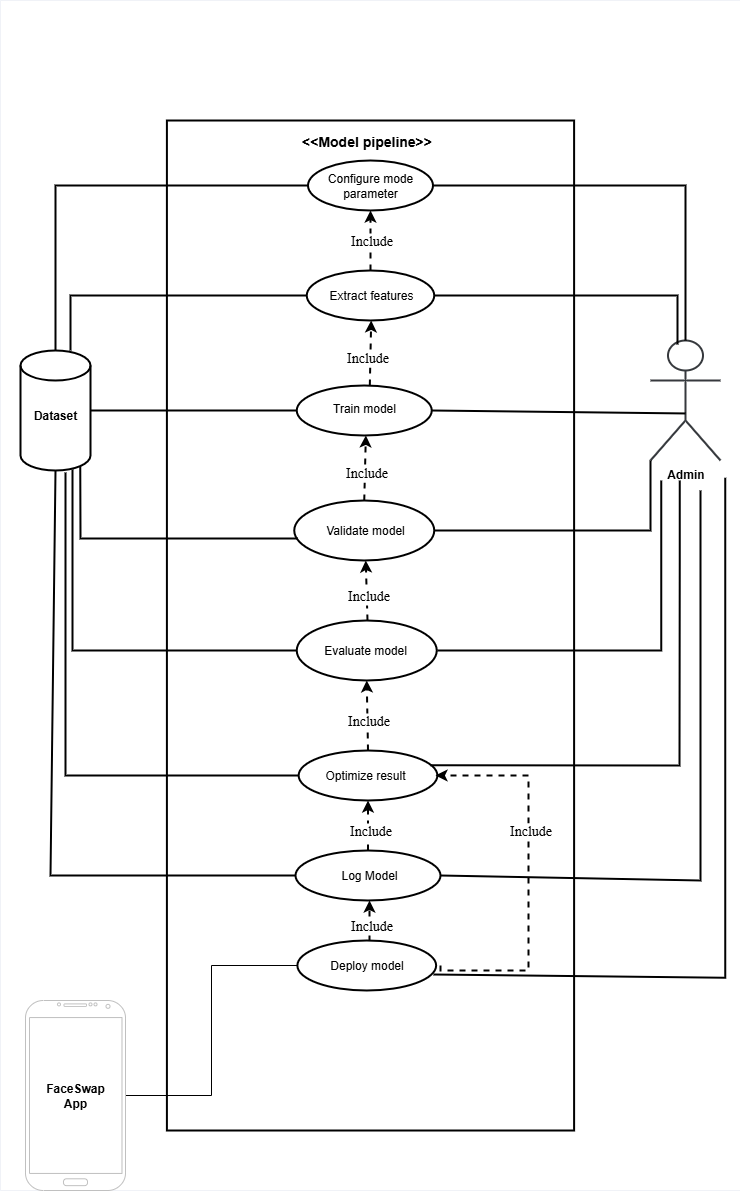 <<Model pipeline>>
Configure mode
parameter
Include
Extract features
Include
Train model
Dataset
Include
Admin
Validate model
Include
Evaluate model
Include
Optimize result
Include
Include
Log Model
Include
Deploy model
FaceSwap
App